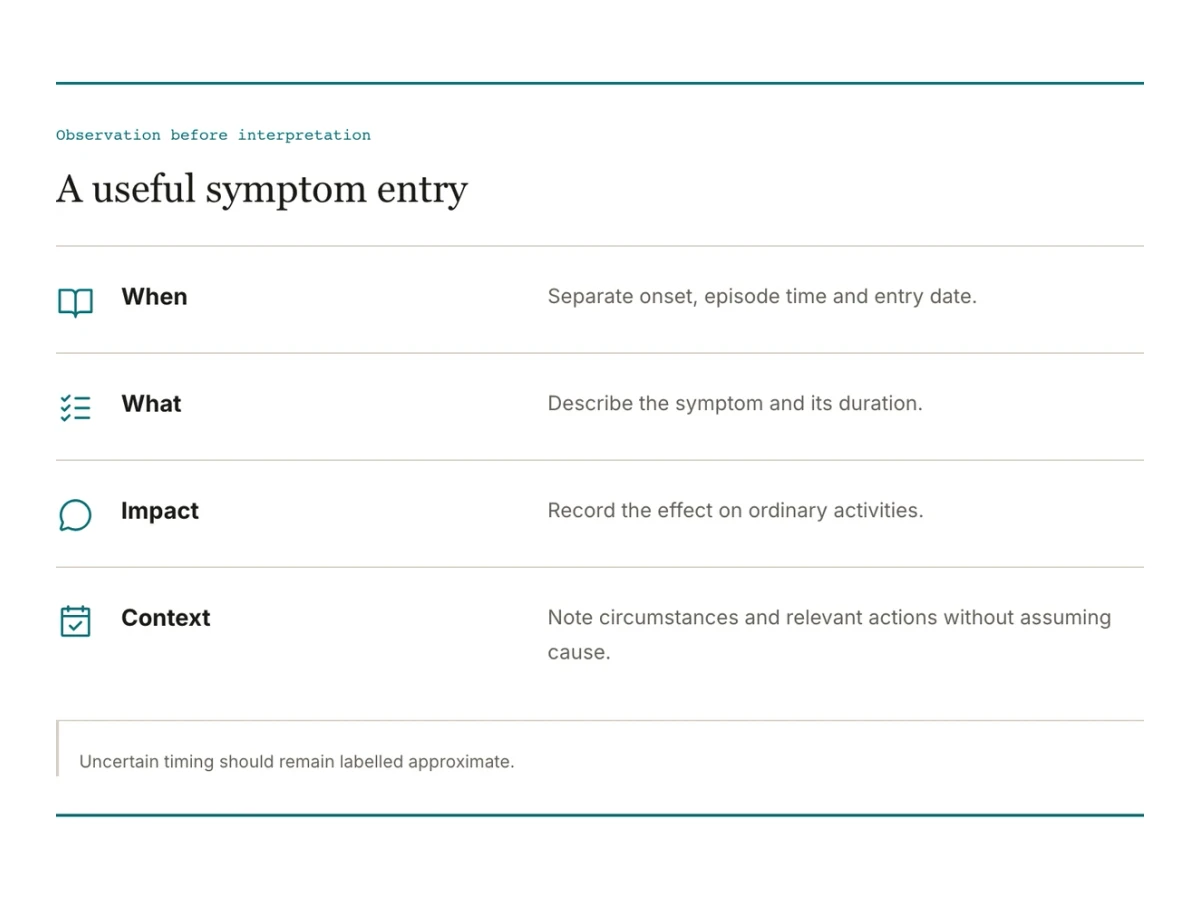 Observation before interpretation
A useful symptom entry
When
Separate onset, episode time and entry date.
What
Describe the symptom and its duration.
Impact
Record the effect on ordinary activities.
Context
Note circumstances and relevant actions without assuming
cause.
Uncertain timing should remain labelled approximate.